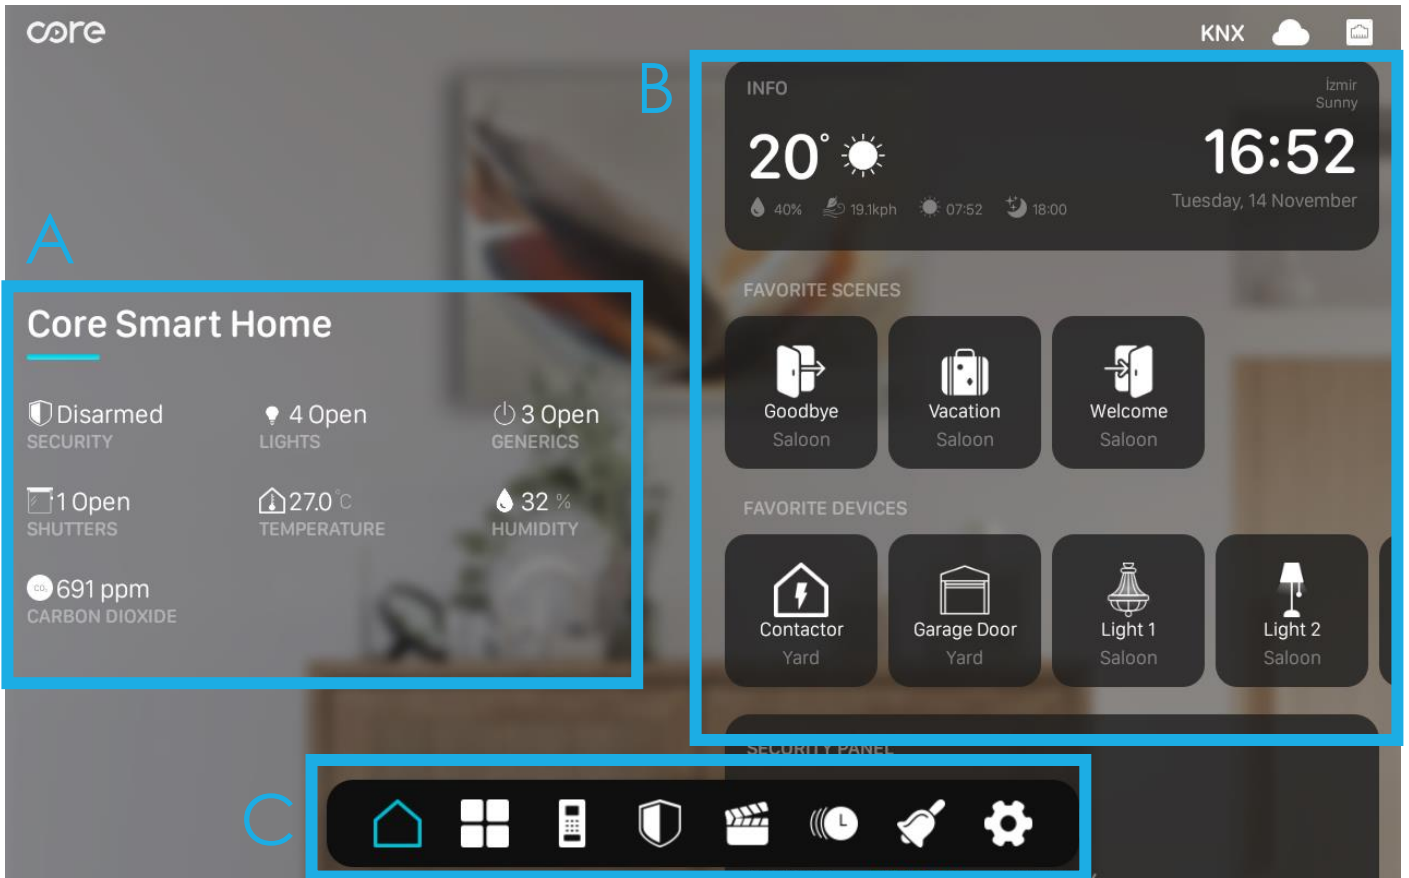 core
KNX
B
INFO
İzmir
Sunny
20°
16:52
40%
19.1kph
07:52
18:00
Tuesday, 14 November
A
Core Smart Home
Disarmed
SECURITY
4 Open
LIGHTS
3 Open
GENERICS
1 Open
SHUTTERS
27.0 °C
TEMPERATURE
32 %
HUMIDITY
CO₂
691 ppm
CARBON DIOXIDE
FAVORITE SCENES
Goodbye
Saloon
Vacation
Saloon
Welcome
Saloon
FAVORITE DEVICES
Contactor
Yard
Garage Door
Yard
Light 1
Saloon
Light 2
Saloon
SECURITY PANEL
C